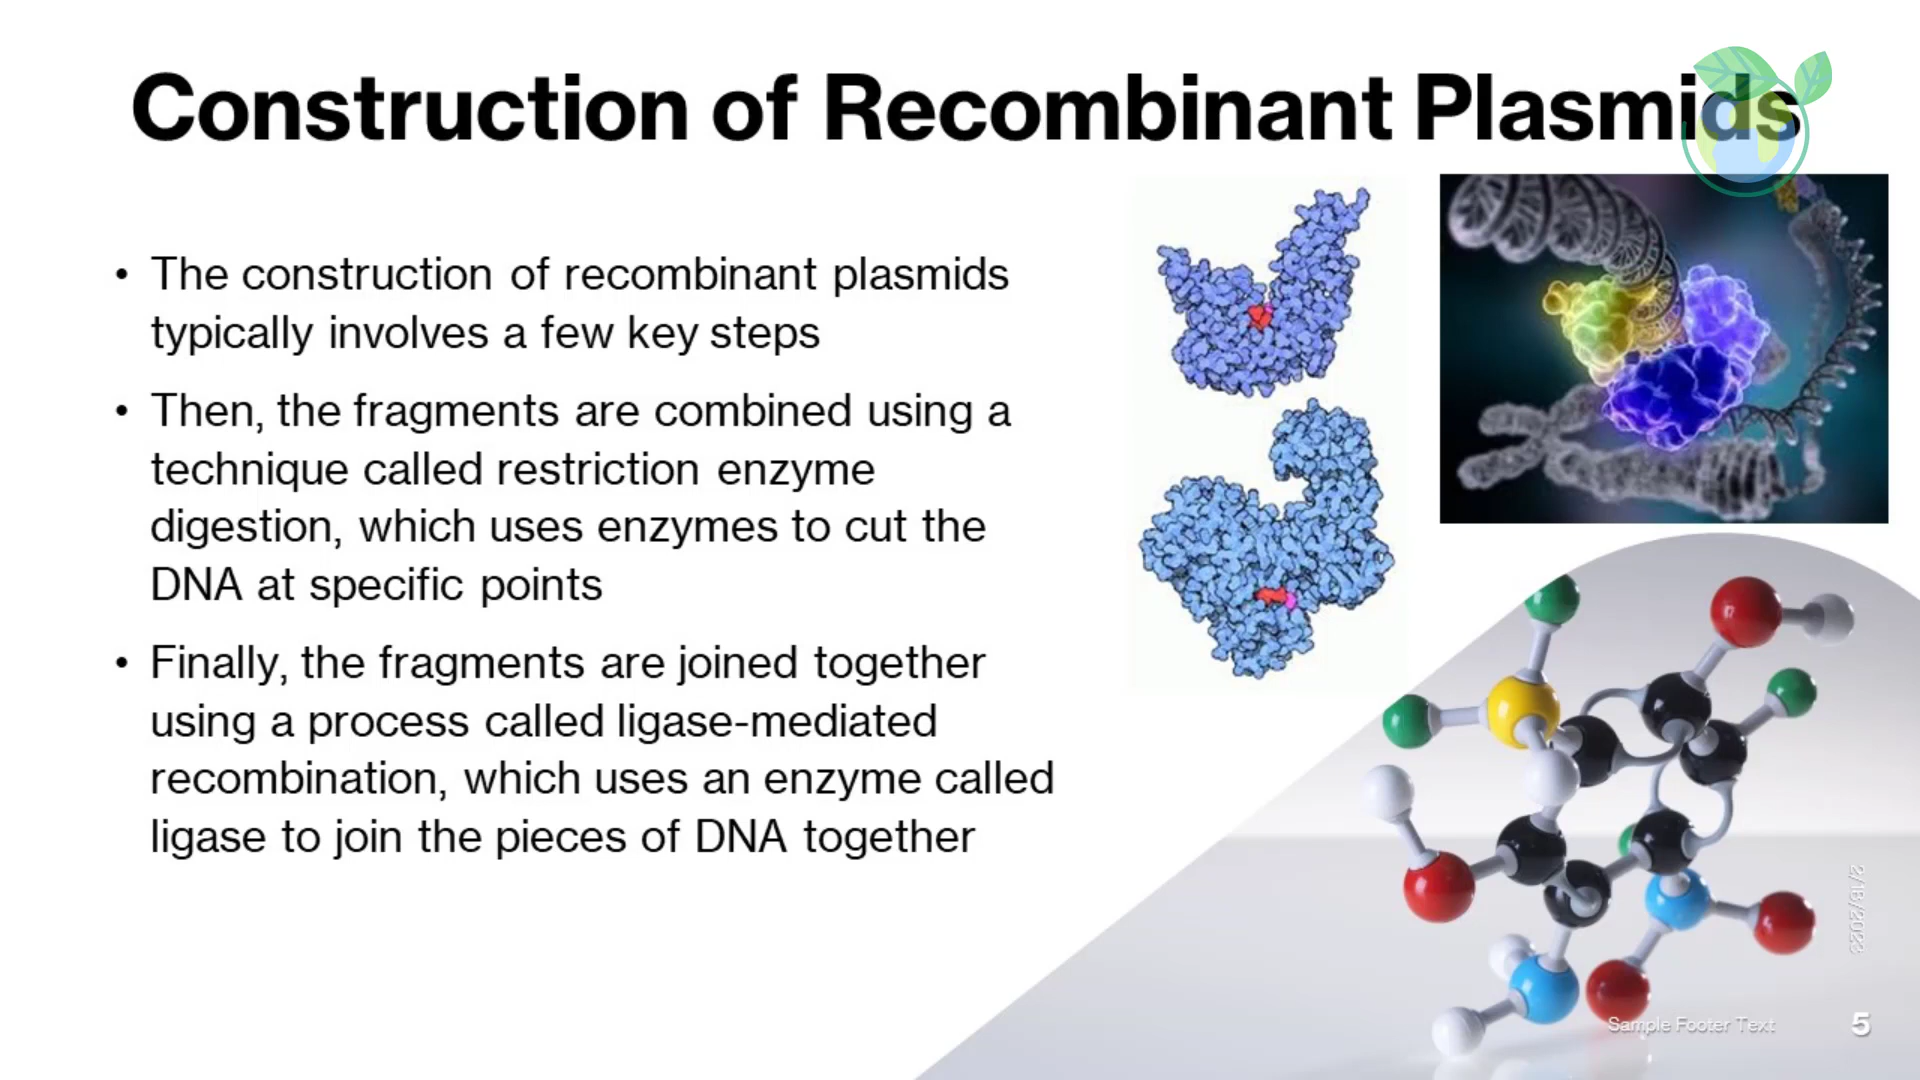 Construction of Recombinant Plasmids
• The construction of recombinant plasmids
typically involves a few key steps
• Then, the fragments are combined using a
technique called restriction enzyme
digestion, which uses enzymes to cut the
DNA at specific points
• Finally, the fragments are joined together
using a process called ligase-mediated
recombination, which uses an enzyme called
ligase to join the pieces of DNA together
Sample Footer Text
5